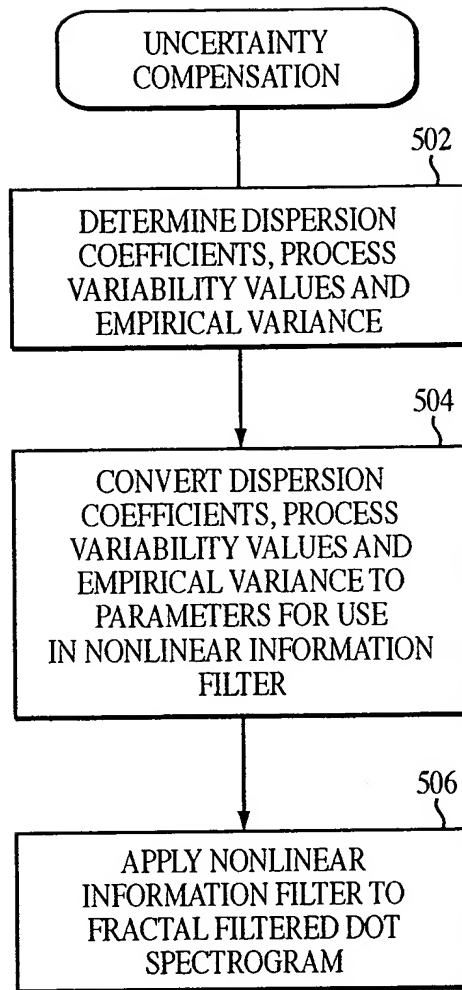 UNCERTAINTY
COMPENSATION
502
DETERMINE DISPERSION
COEFFICIENTS, PROCESS
VARIABILITY VALUES AND
EMPIRICAL VARIANCE
504
CONVERT DISPERSION
COEFFICIENTS, PROCESS
VARIABILITY VALUES AND
EMPIRICAL VARIANCE TO
PARAMETERS FOR USE
IN NONLINEAR INFORMATION
FILTER
506
APPLY NONLINEAR
INFORMATION FILTER TO
FRACTAL FILTERED DOT
SPECTROGRAM